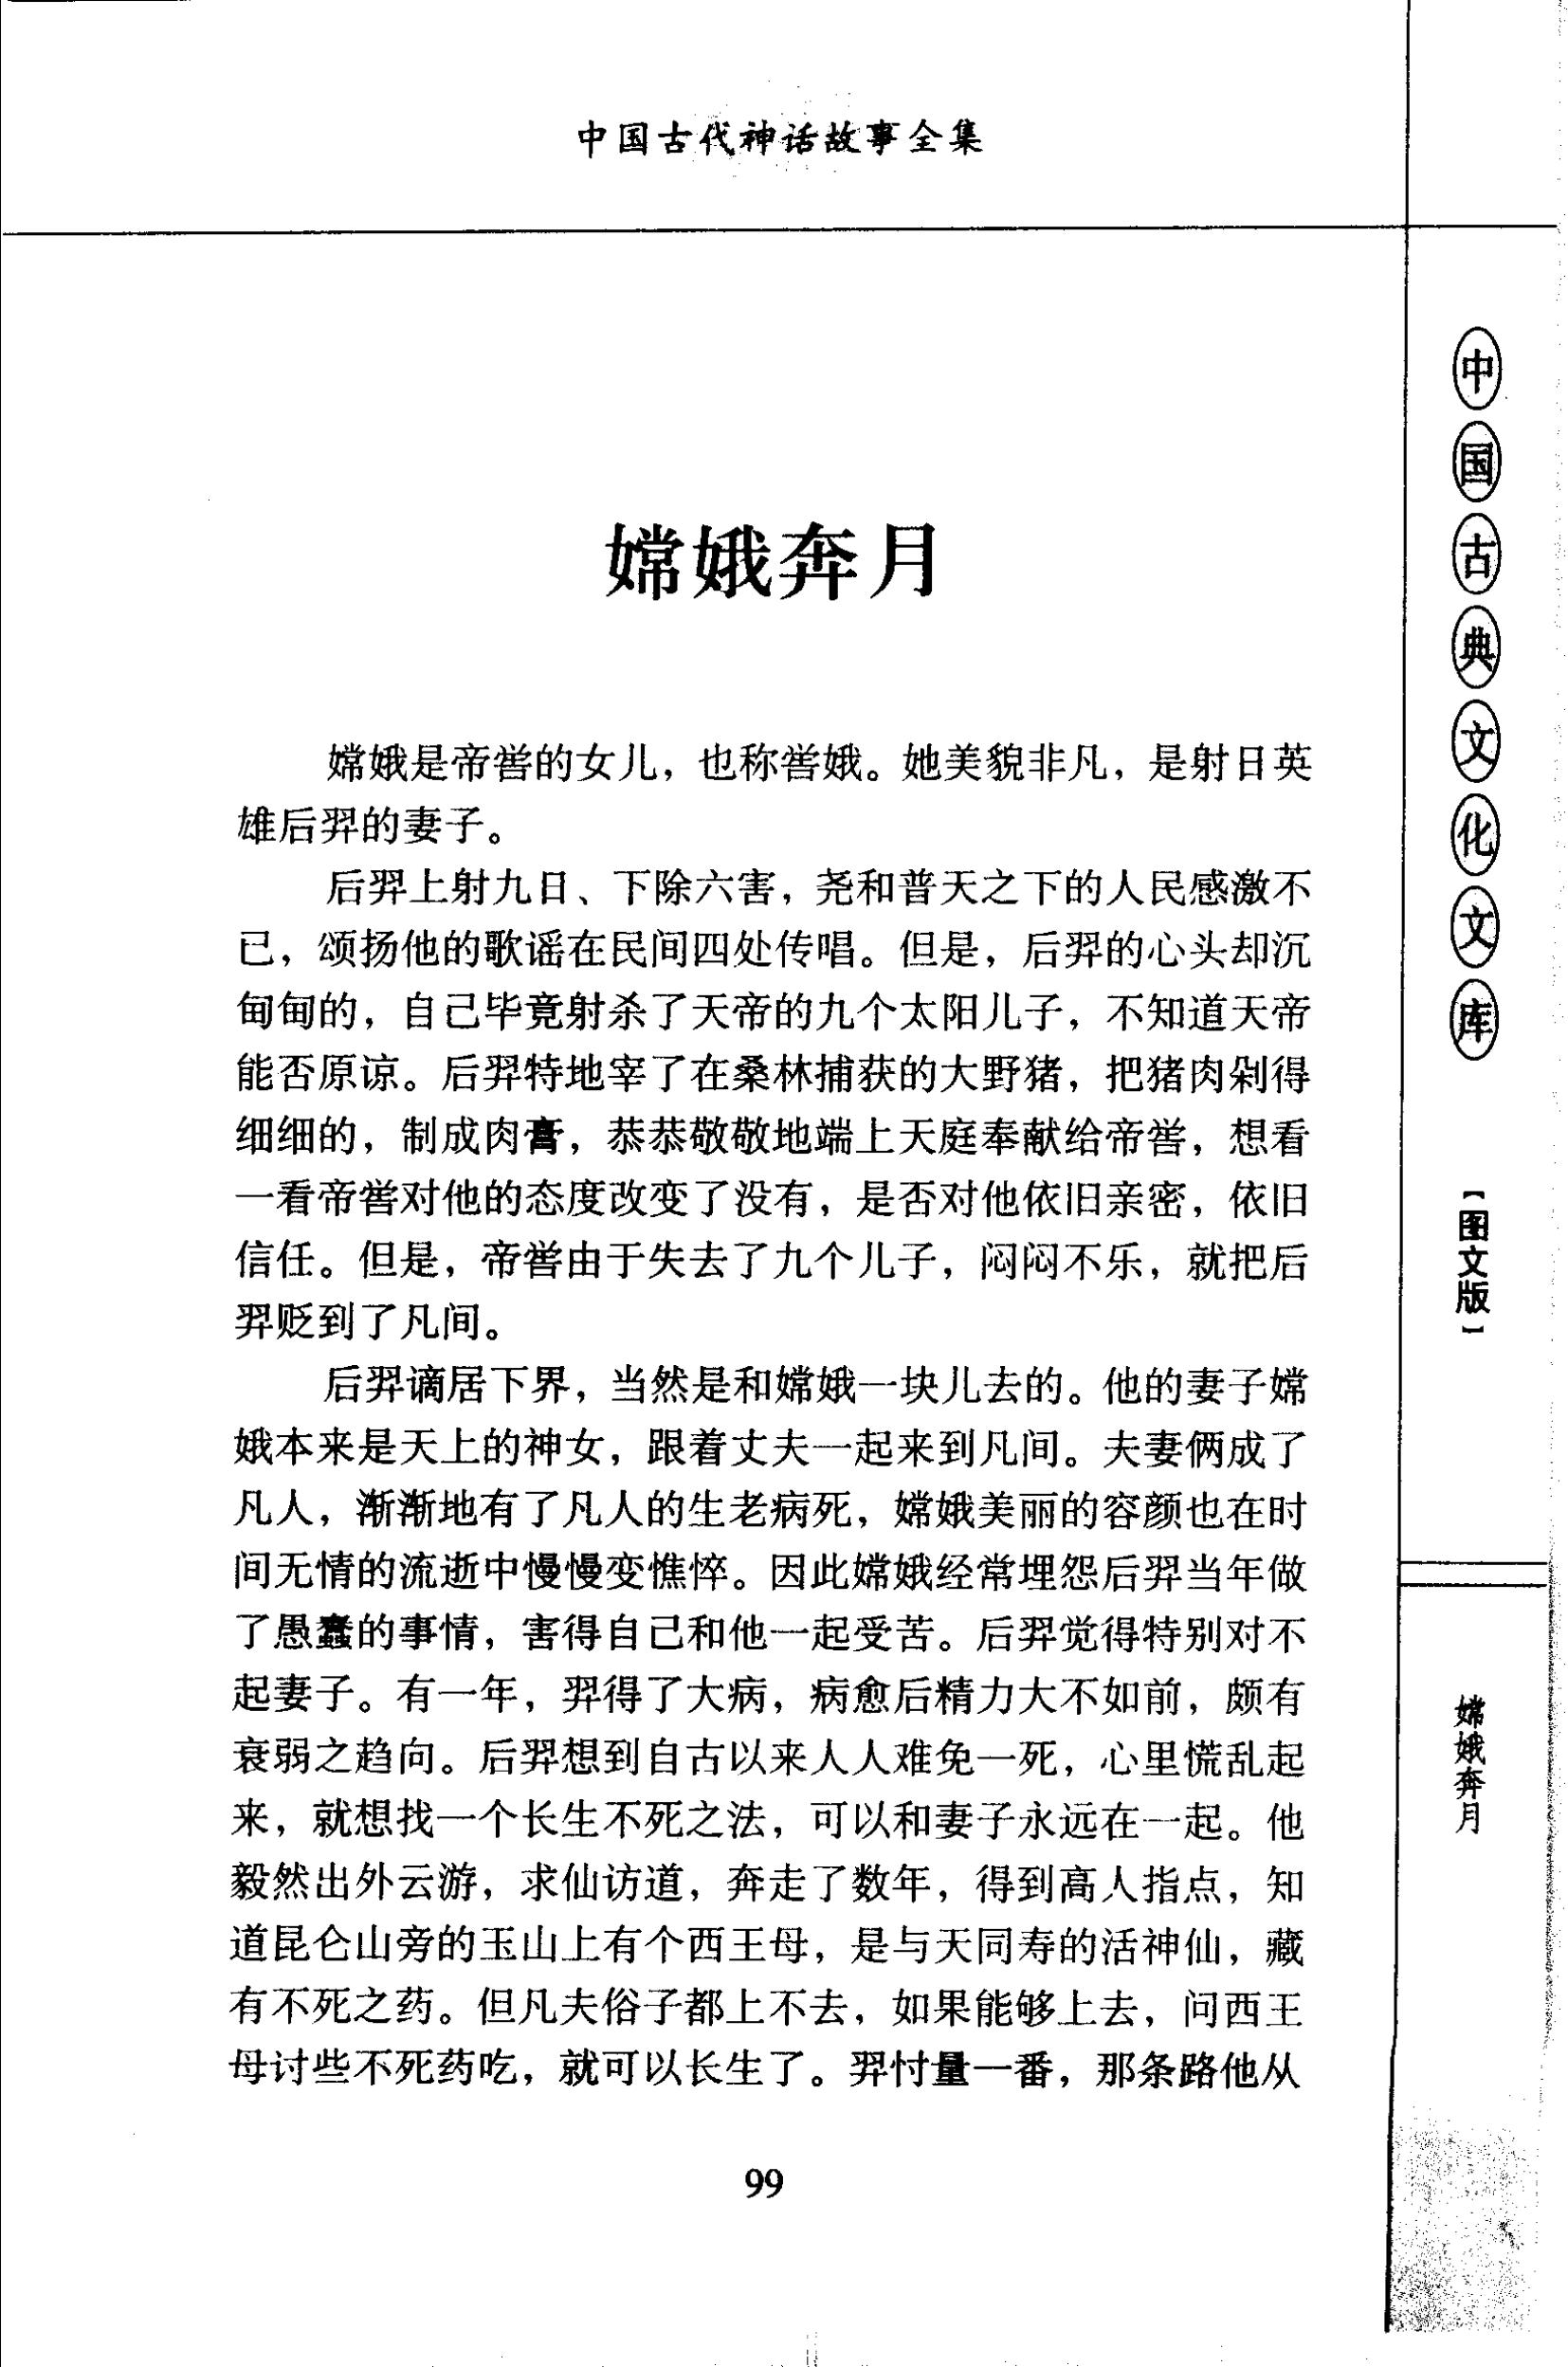 中国古代神话故事全集
嫦娥奔月
嫦娥是帝喾的女儿，也称喾娥。她美貌非凡，是射日英
雄后羿的妻子。
后羿上射九日、下除六害，尧和普天之下的人民感激不
已，颂扬他的歌谣在民间四处传唱。但是，后羿的心头却沉
甸甸的，自己毕竟射杀了天帝的九个太阳儿子，不知道天帝
能否原谅。后羿特地宰了在桑林捕获的大野猪，把猪肉剁得
细细的，制成肉膏，恭恭敬敬地端上天庭奉献给帝喾，想看
一看帝喾对他的态度改变了没有，是否对他依旧亲密，依旧
信任。但是，帝喾由于失去了九个儿子，闷闷不乐，就把后
羿贬到了凡间。
后羿谪居下界，当然是和嫦娥一块儿去的。他的妻子嫦
娥本来是天上的神女，跟着丈夫一起来到凡间。夫妻俩成了
凡人，渐渐地有了凡人的生老病死，嫦娥美丽的容颜也在时
间无情的流逝中慢慢变憔悴。因此嫦娥经常埋怨后羿当年做
了愚蠢的事情，害得自己和他一起受苦。后羿觉得特别对不
起妻子。有一年，羿得了大病，病愈后精力大不如前，颇有
衰弱之趋向。后羿想到自古以来人人难免一死，心里慌乱起
来，就想找一个长生不死之法，可以和妻子永远在一起。他
毅然出外云游，求仙访道，奔走了数年，得到高人指点，知
道昆仑山旁的玉山上有个西王母，是与天同寿的活神仙，藏
有不死之药。但凡夫俗子都上不去，如果能够上去，问西王
母讨些不死药吃，就可以长生了。羿忖量一番，那条路他从
99
中国古典文化文库
【图文版】
嫦娥奔月